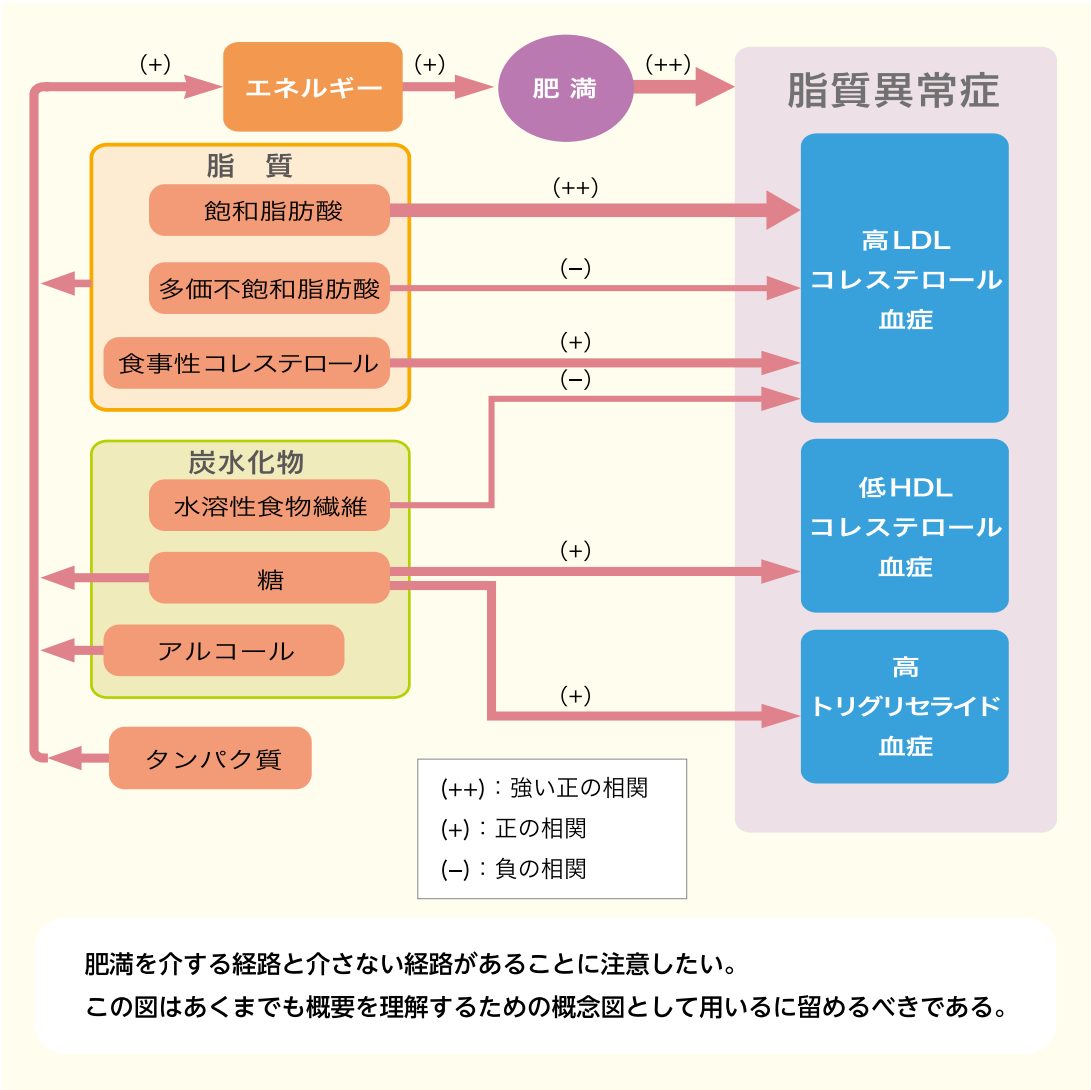 (+)
エネルギー
(+)
肥満
(++)
脂質異常症
脂 質
飽和脂肪酸
(++)
多価不飽和脂肪酸
(−)
食事性コレステロール
(+)
(−)
高LDL
コレステロール
血症
炭水化物
水溶性食物繊維
糖
(+)
アルコール
(+)
低HDL
コレステロール
血症
高
トリグリセライド
血症
タンパク質
(++)：強い正の相関
(+)：正の相関
(−)：負の相関
肥満を介する経路と介さない経路があることに注意したい。
この図はあくまでも概要を理解するための概念図として用いるに留めるべきである。